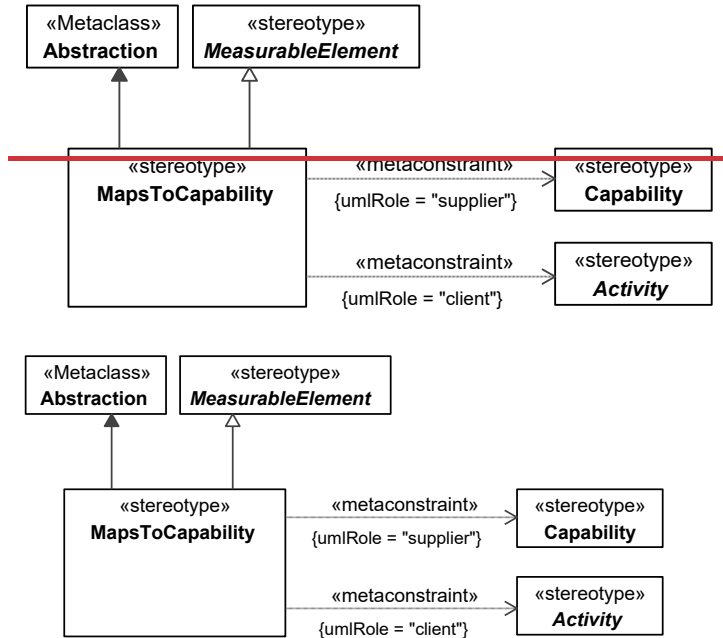 «Metaclass»
Abstraction
«stereotype»
MeasurableElement
«stereotype»
MapsToCapability
«metaconstraint»
{umlRole = "supplier"}
«stereotype»
Capability
«metaconstraint»
{umlRole = "client"}
«stereotype»
Activity
«Metaclass»
Abstraction
«stereotype»
MeasurableElement
«stereotype»
MapsToCapability
«metaconstraint»
{umlRole = "supplier"}
«stereotype»
Capability
«metaconstraint»
{umlRole = "client"}
«stereotype»
Activity